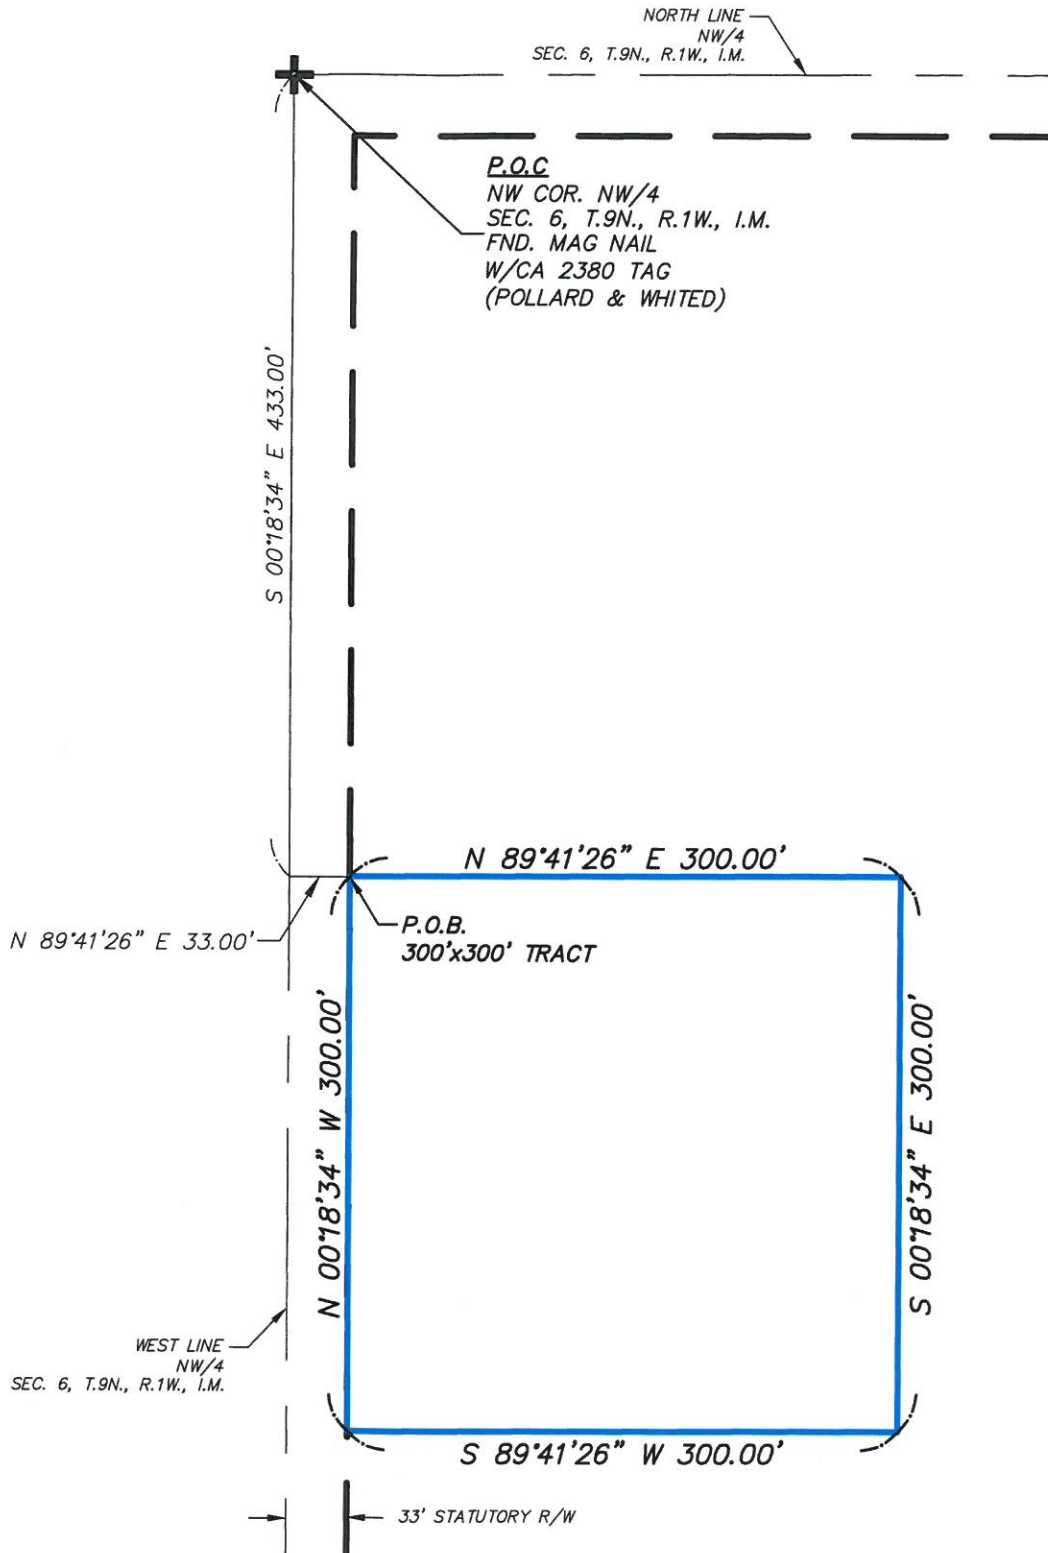 NORTH LINE
NW/4
SEC. 6, T.9N., R.1W., I.M.
P.O.C
NW COR. NW/4
SEC. 6, T.9N., R.1W., I.M.
FND. MAG NAIL
W/CA 2380 TAG
(POLLARD & WHITED)
S 00°18'34" E 433.00'
N 89°41'26" E 300.00'
N 89°41'26" E 33.00'
P.O.B.
300'x300' TRACT
N 00°18'34" W 300.00'
S 00°18'34" E 300.00'
WEST LINE
NW/4
SEC. 6, T.9N., R.1W., I.M.
S 89°41'26" W 300.00'
33' STATUTORY R/W